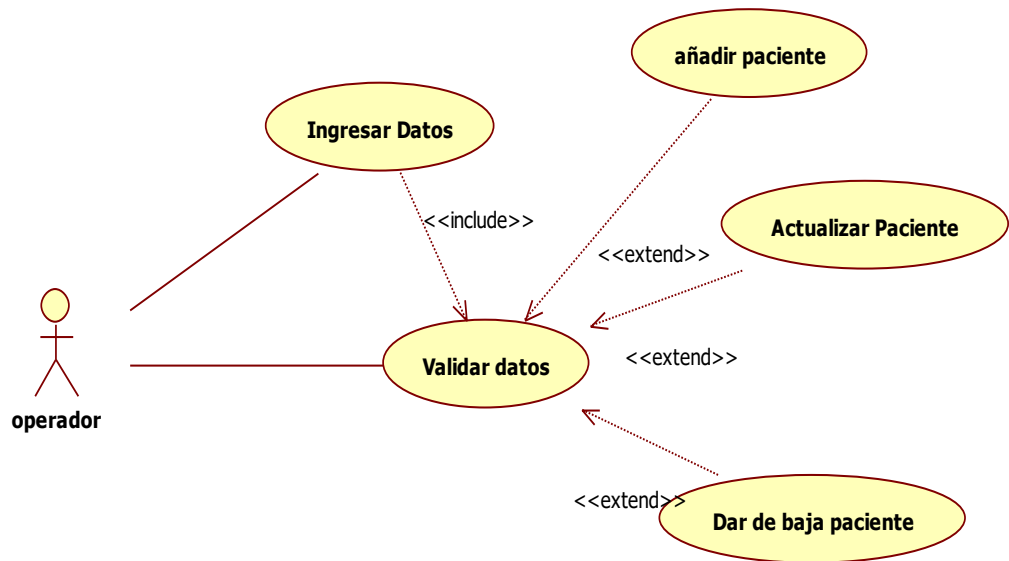 añadir paciente
Ingresar Datos
<<include>>
Actualizar Paciente
<<extend>>
Validar datos
<<extend>>
operador
<<extend>>
Dar de baja paciente